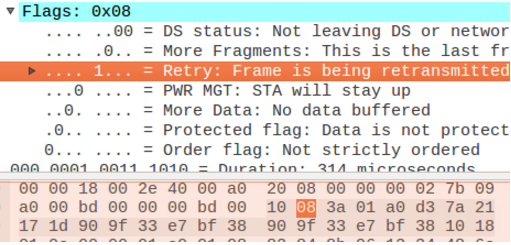 Flags: 0x08
.... ..00 = DS status: Not leaving DS or networ
.... .0.. = More Fragments: This is the last fr
.... 1... = Retry: Frame is being retransmitted
...0 .... = PWR MGT: STA will stay up
..0. .... = More Data: No data buffered
.0.. .... = Protected flag: Data is not protect
0... .... = Order flag: Not strictly ordered
000 0001 0011 1010 = Duration: 314 microseconds
00 00 18 00 2e 40 00 a0 20 08 00 00 00 02 7b 09
a0 00 bd 00 00 00 bd 00 10 08 3a 01 a0 d3 7a 21
17 1d 90 9f 33 e7 bf 38 90 9f 33 e7 bf 38 10 18